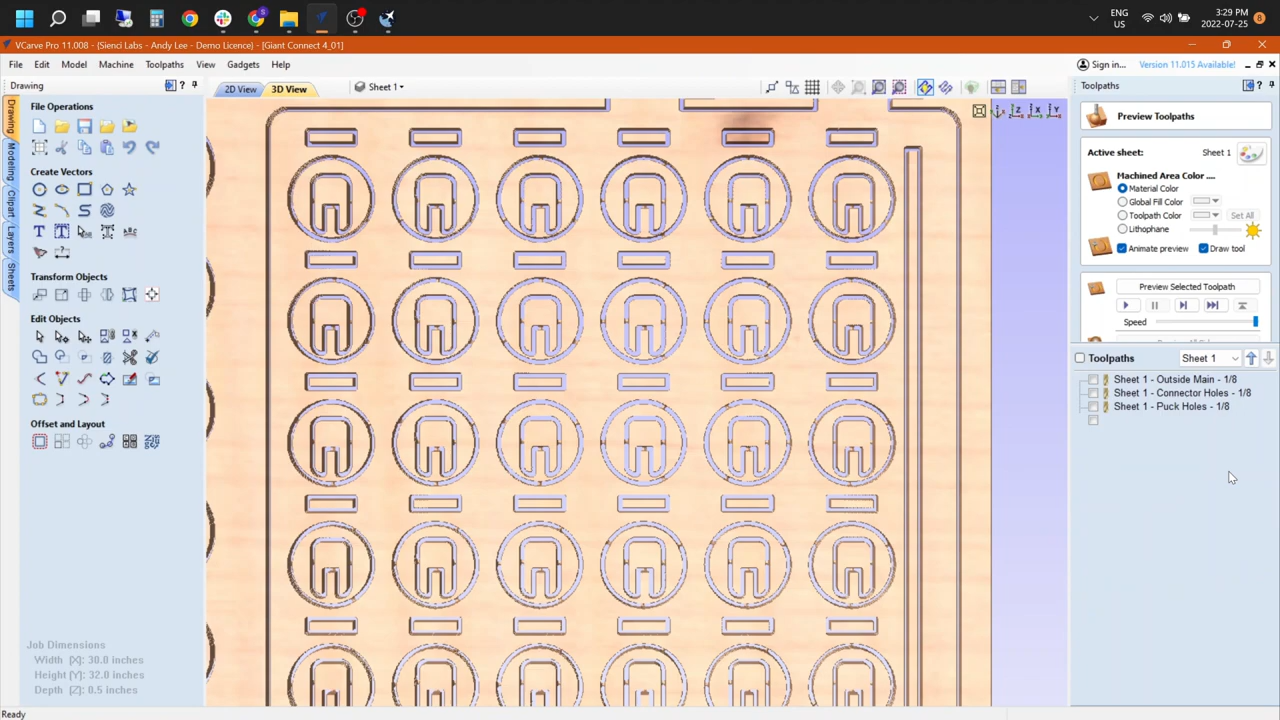 3:29 PM
2022-07-25
ENG
US
VCarve Pro 11.008 - {Sienci Labs - Andy Lee - Demo Licence} - [Giant Connect 4_01]
File Edit Model Machine Toolpaths View Gadgets Help
Sign in... Version 11.015 Available!
Drawing
2D View 3D View Sheet 1
Toolpaths
Drawing
Modeling
Clipart
Layers
Sheets
File Operations
Create Vectors
Transform Objects
Edit Objects
Offset and Layout
Job Dimensions
Width (X): 30.0 inches
Height (Y): 32.0 inches
Depth (Z): 0.5 inches
Z X Y
Preview Toolpaths
Active sheet: Sheet 1
Machined Area Color ....
Material Color
Global Fill Color
Toolpath Color Set All
Lithophane
Animate preview Draw tool
Preview Selected Toolpath
Speed
Toolpaths Sheet 1
Sheet 1 - Outside Main - 1/8
Sheet 1 - Connector Holes - 1/8
Sheet 1 - Puck Holes - 1/8
Ready